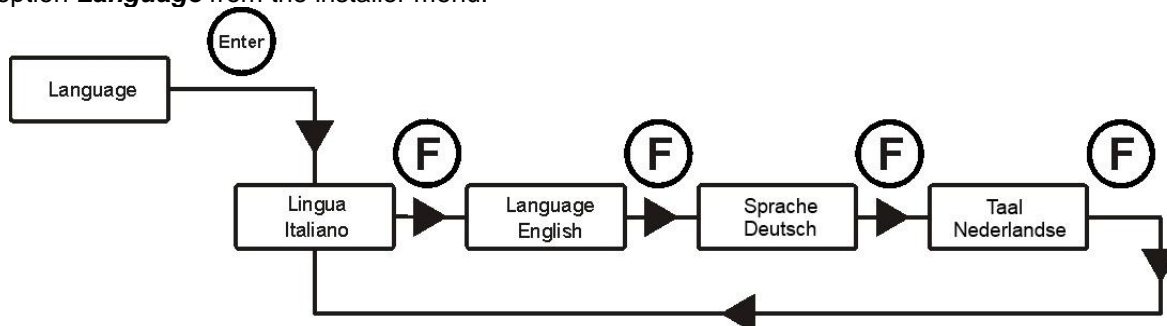 option Language from the installer menu.
Enter
Language
F
F
F
F
Lingua
Italiano
Language
English
Sprache
Deutsch
Taal
Nederlandse